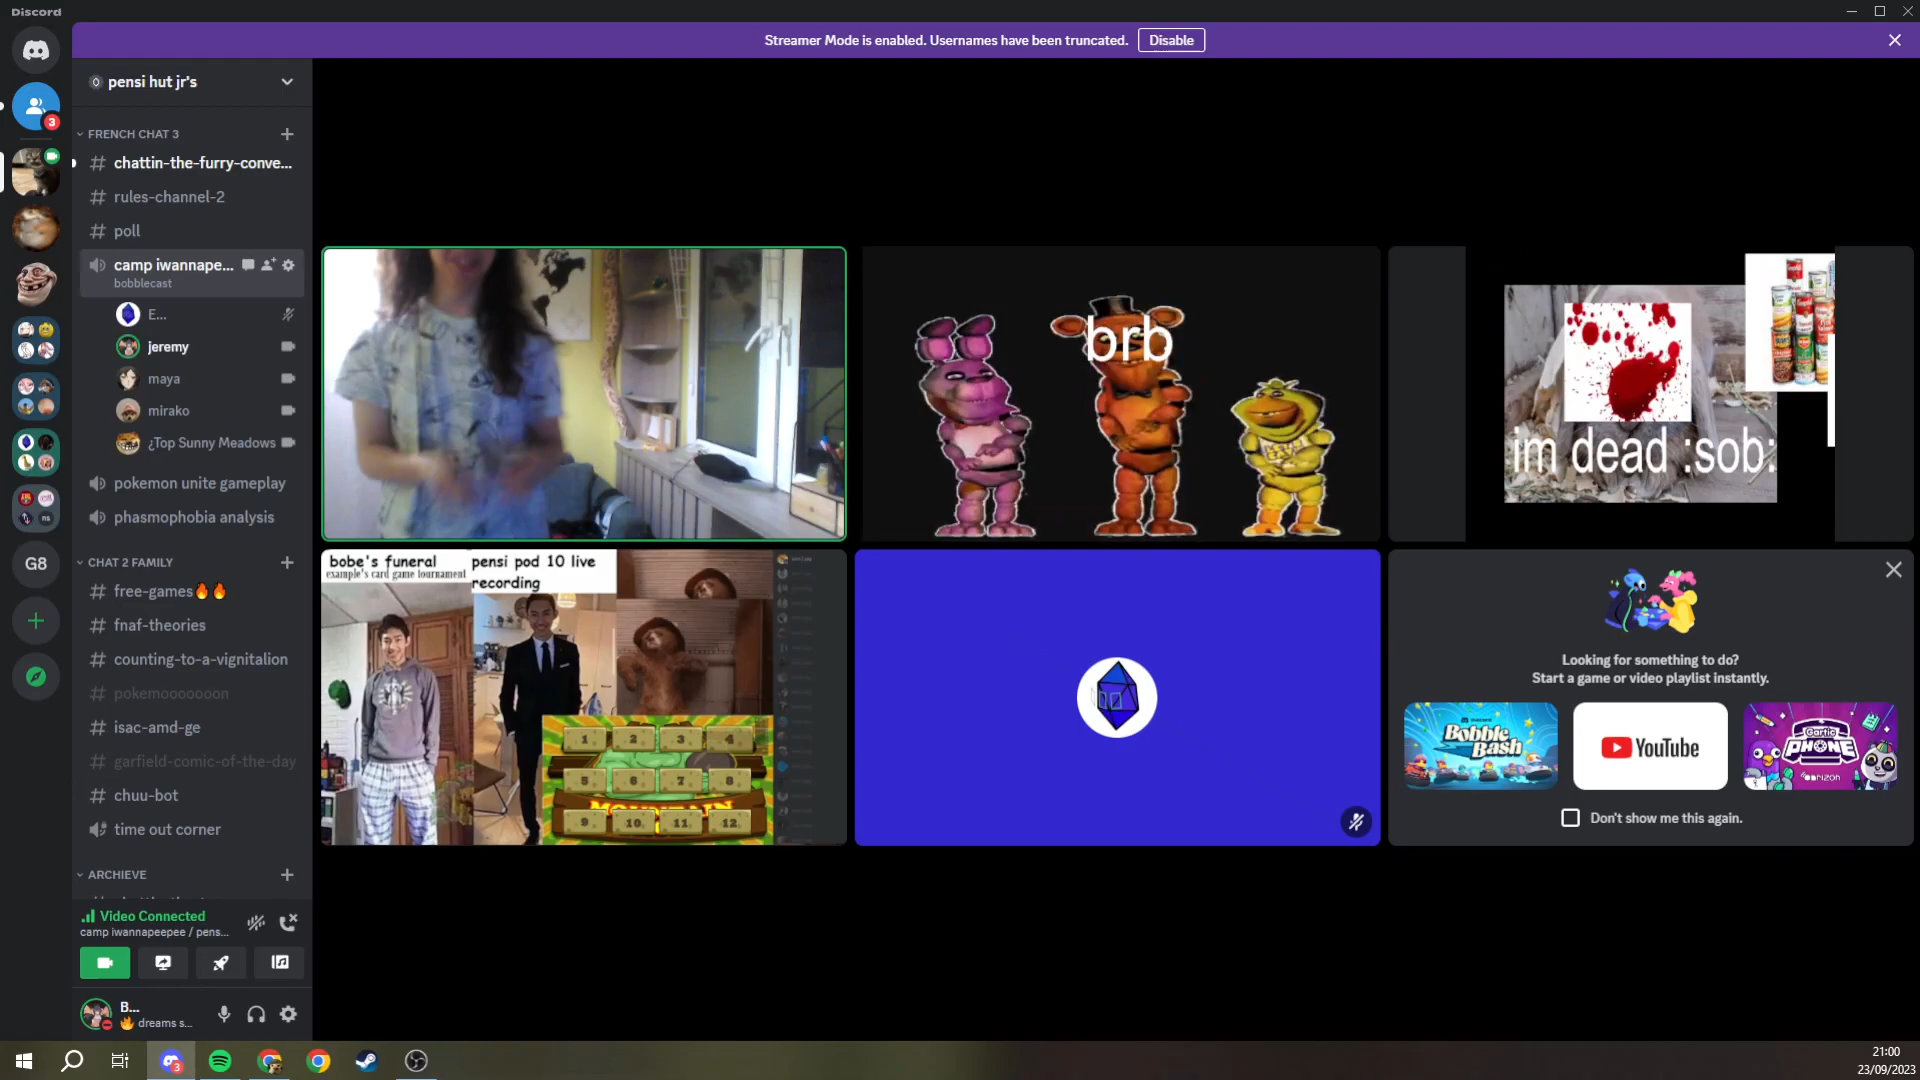 Discord
Streamer Mode is enabled. Usernames have been truncated.
Disable
pensi hut jr's
FRENCH CHAT 3
chattin-the-furry-conve...
rules-channel-2
poll
camp iwannape...
bobblecast
E...
jeremy
maya
mirako
¿Top Sunny Meadows
pokemon unite gameplay
phasmophobia analysis
CHAT 2 FAMILY
free-games🔥🔥
fnaf-theories
counting-to-a-vignitalion
pokemooooooon
isac-amd-ge
garfield-comic-of-the-day
chuu-bot
time out corner
ARCHIEVE
Video Connected
camp iwannapeepee / pens...
B...
🔥 dreams s...
3
G8
ns
brb
im dead :sob:
bobe's funeral
example's card game tournament
pensi pod 10 live
recording
1 2 3 4
5 6 7 8
MOUNTAIN
9 10 11 12
Looking for something to do?
Start a game or video playlist instantly.
Bobble
Bash
YouTube
Gartic
PHONE
Don't show me this again.
3
21:00
23/09/2023